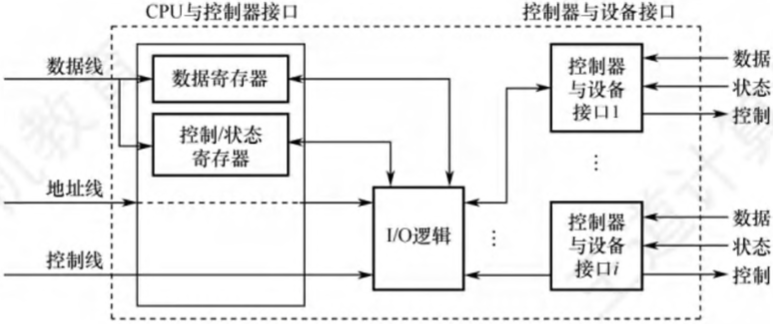 CPU与控制器接口
控制器与设备接口
数据线
数据寄存器
控制/状态
寄存器
地址线
控制线
I/O逻辑
控制器
与设备
接口1
数据
状态
控制
⋮
⋮
控制器
与设备
接口i
数据
状态
控制